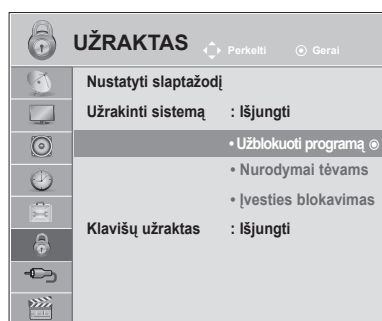 UŽRAKTAS Perkelti Gerai
Nustatyti slaptažodį
Užrakinti sistemą : Išjungti
• Užblokuoti programą
• Nurodymai tėvams
• Įvesties blokavimas
Klavišų užraktas : Išjungti